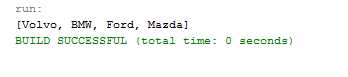 run:
[Volvo, BMW, Ford, Mazda]
BUILD SUCCESSFUL (total time: 0 seconds)